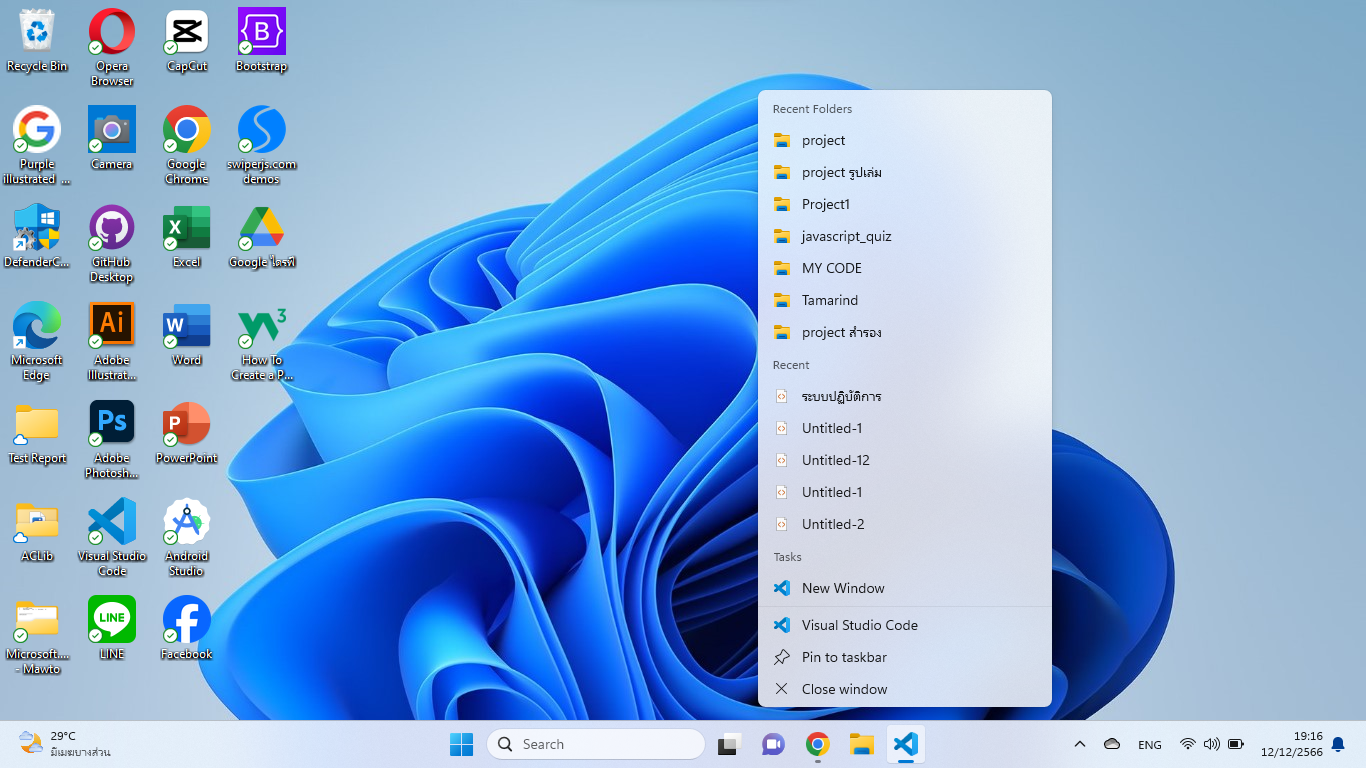 Recycle Bin
Opera
Browser
CapCut
Bootstrap
Purple
illustrated ...
Camera
Google
Chrome
swiperjs.com
demos
DefenderC...
GitHub
Desktop
Excel
Google ไดรฟ์
Microsoft
Edge
Adobe
Illustrat...
Word
How To
Create a P...
Test Report
Adobe
Photosh...
PowerPoint
ACLib
Visual Studio
Code
Android
Studio
Microsoft....
- Mawto
LINE
Facebook
Recent Folders
project
project รูปเล่ม
Project1
javascript_quiz
MY CODE
Tamarind
project สำรอง
Recent
ระบบปฏิบัติการ
Untitled-1
Untitled-12
Untitled-1
Untitled-2
Tasks
New Window
Visual Studio Code
Pin to taskbar
Close window
29°C
มีเมฆบางส่วน
Search
ENG
19:16
12/12/2566